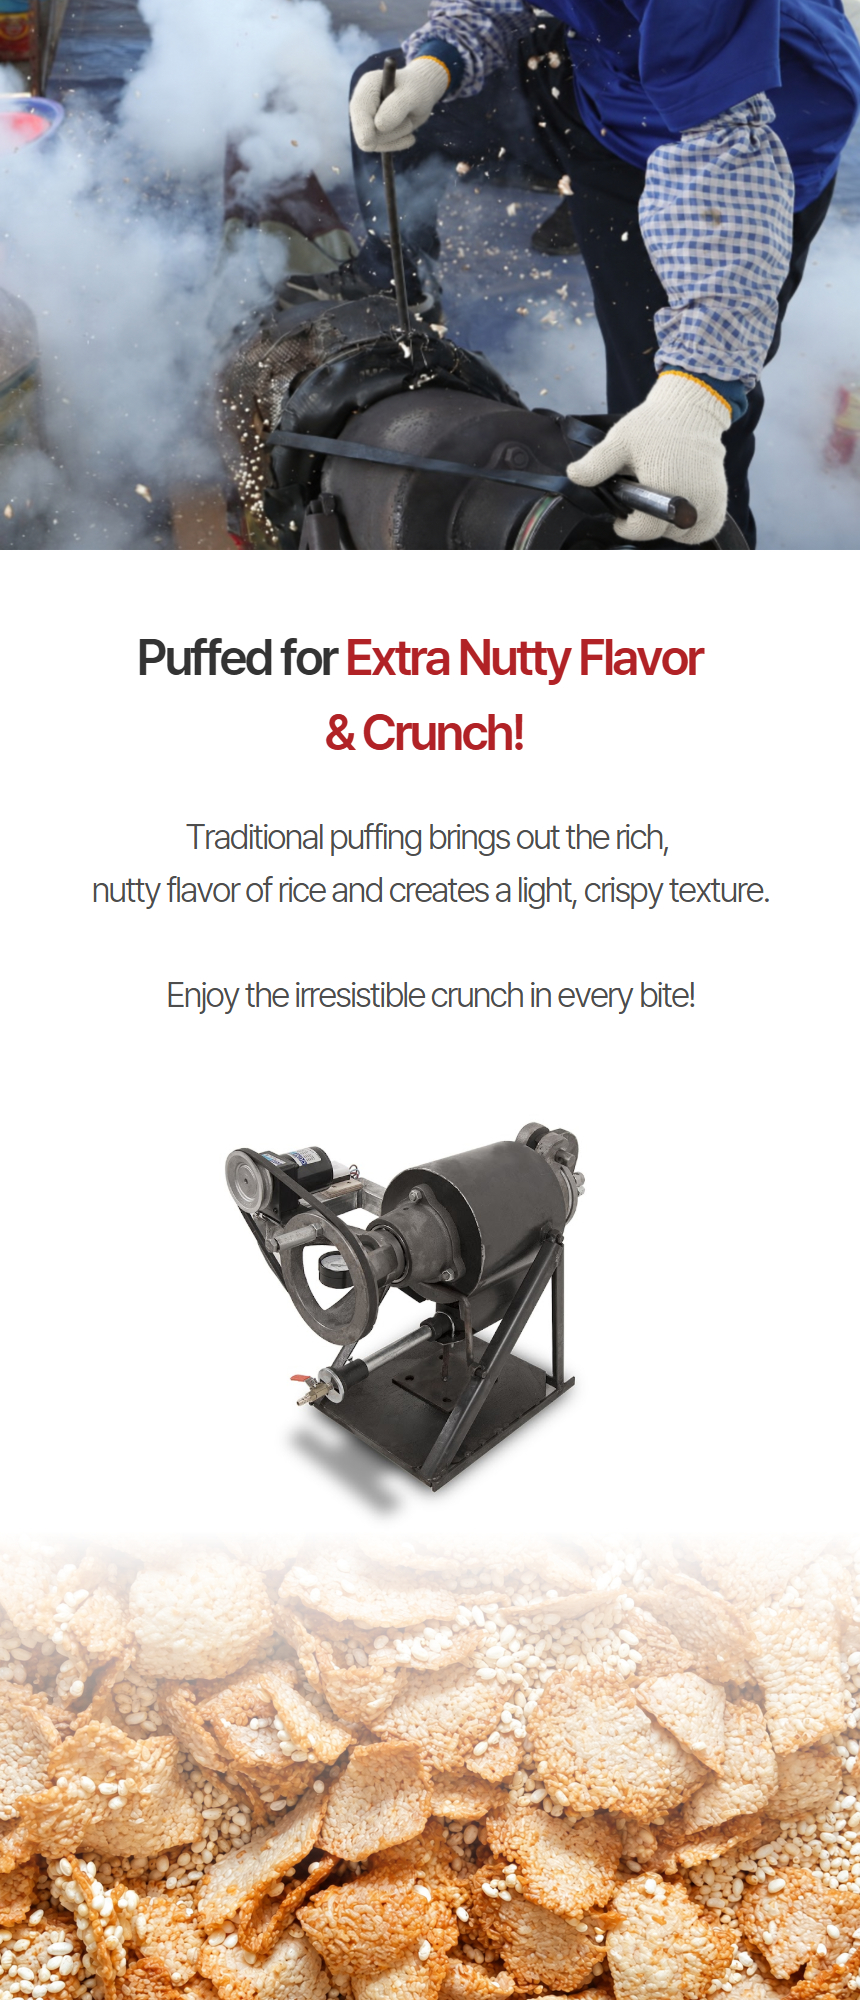 Puffed for Extra Nutty Flavor
& Crunch!
Traditional puffing brings out the rich,
nutty flavor of rice and creates a light, crispy texture.
Enjoy the irresistible crunch in every bite!